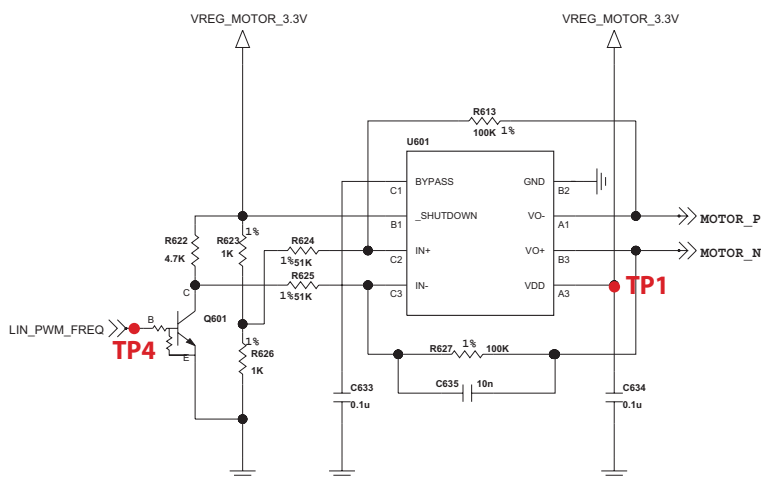 VREG_MOTOR_3.3V
VREG_MOTOR_3.3V
R613
100K 1%
U601
C1 BYPASS
GND B2
B1 _SHUTDOWN
VO- A1
MOTOR_P
C2 IN+
VO+ B3
MOTOR_N
C3 IN-
VDD A3
TP1
R622
4.7K
R623
1%
1K
R624
1% 51K
R625
1% 51K
C
Q601
B
E
LIN_PWM_FREQ
TP4
1%
R626
1K
R627 1% 100K
C635 10n
C633
0.1u
C634
0.1u